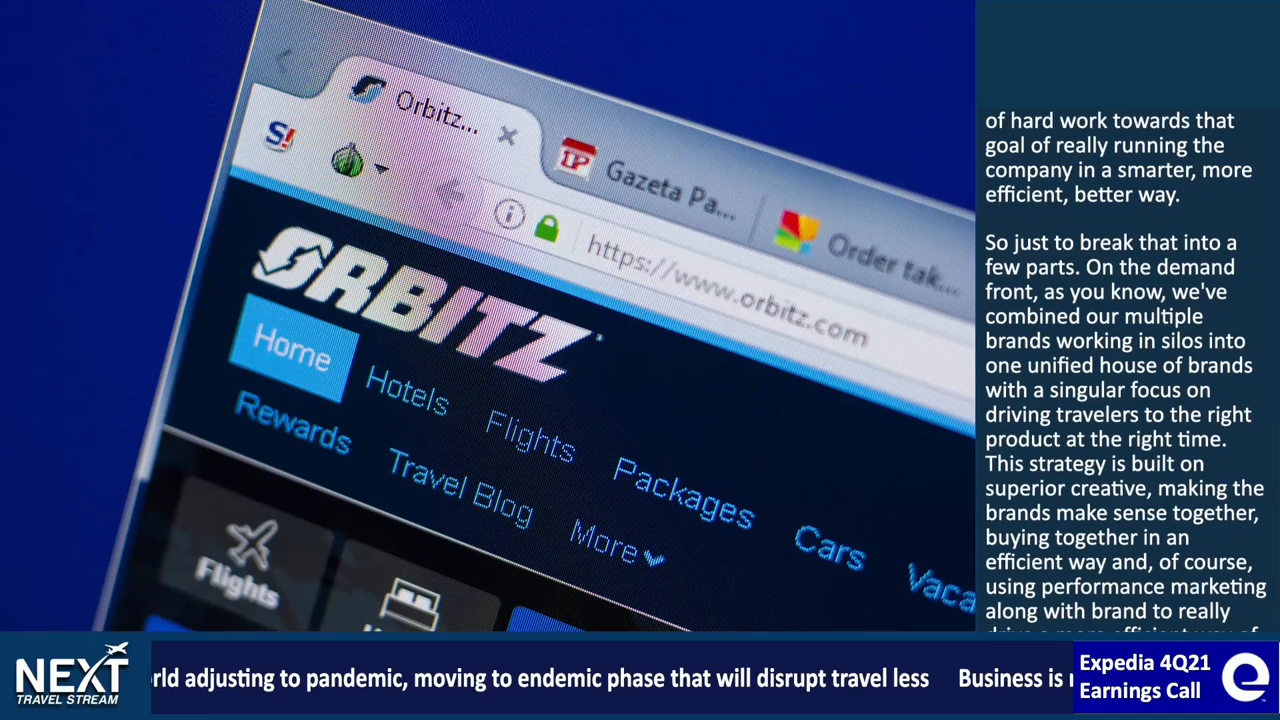 Orbitz...
Gazeta Pa...
Order tak...
S!
https://www.orbitz.com
ORBITZ
Home
Hotels
Flights
Packages
Cars
Rewards
Travel Blog
More
Flights
of hard work towards that
goal of really running the
company in a smarter, more
efficient, better way.
So just to break that into a
few parts. On the demand
front, as you know, we've
combined our multiple
brands working in silos into
one unified house of brands
with a singular focus on
driving travelers to the right
product at the right time.
This strategy is built on
superior creative, making the
brands make sense together,
buying together in an
efficient way and, of course,
using performance marketing
along with brand to really
NEXT
TRAVEL STREAM
rld adjusting to pandemic, moving to endemic phase that will disrupt travel less Business is
Expedia 4Q21
Earnings Call